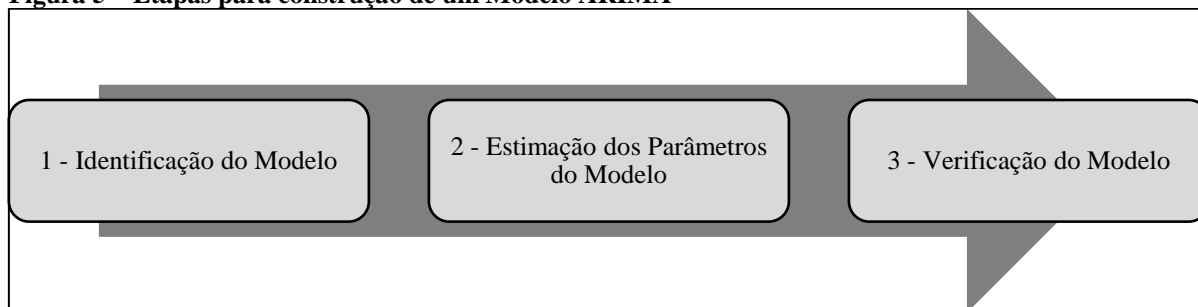 Figura 5 – Etapas para construção de um Modelo ARIMA
1 - Identificação do Modelo
2 - Estimação dos Parâmetros
do Modelo
3 - Verificação do Modelo